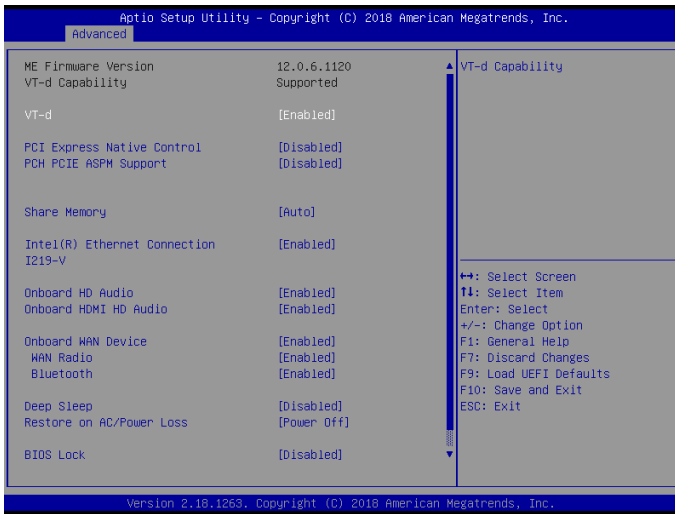 Aptio Setup Utility – Copyright (C) 2018 American Megatrends, Inc.
Advanced
ME Firmware Version 12.0.6.1120
VT-d Capability Supported
VT-d [Enabled]
PCI Express Native Control [Disabled]
PCH PCIE ASPM Support [Disabled]
Share Memory [Auto]
Intel(R) Ethernet Connection [Enabled]
I219-V
Onboard HD Audio [Enabled]
Onboard HDMI HD Audio [Enabled]
Onboard WAN Device [Enabled]
WAN Radio [Enabled]
Bluetooth [Enabled]
Deep Sleep [Disabled]
Restore on AC/Power Loss [Power Off]
BIOS Lock [Disabled]
VT-d Capability
↔: Select Screen
↑↓: Select Item
Enter: Select
+/-: Change Option
F1: General Help
F7: Discard Changes
F9: Load UEFI Defaults
F10: Save and Exit
ESC: Exit
Version 2.18.1263. Copyright (C) 2018 American Megatrends, Inc.